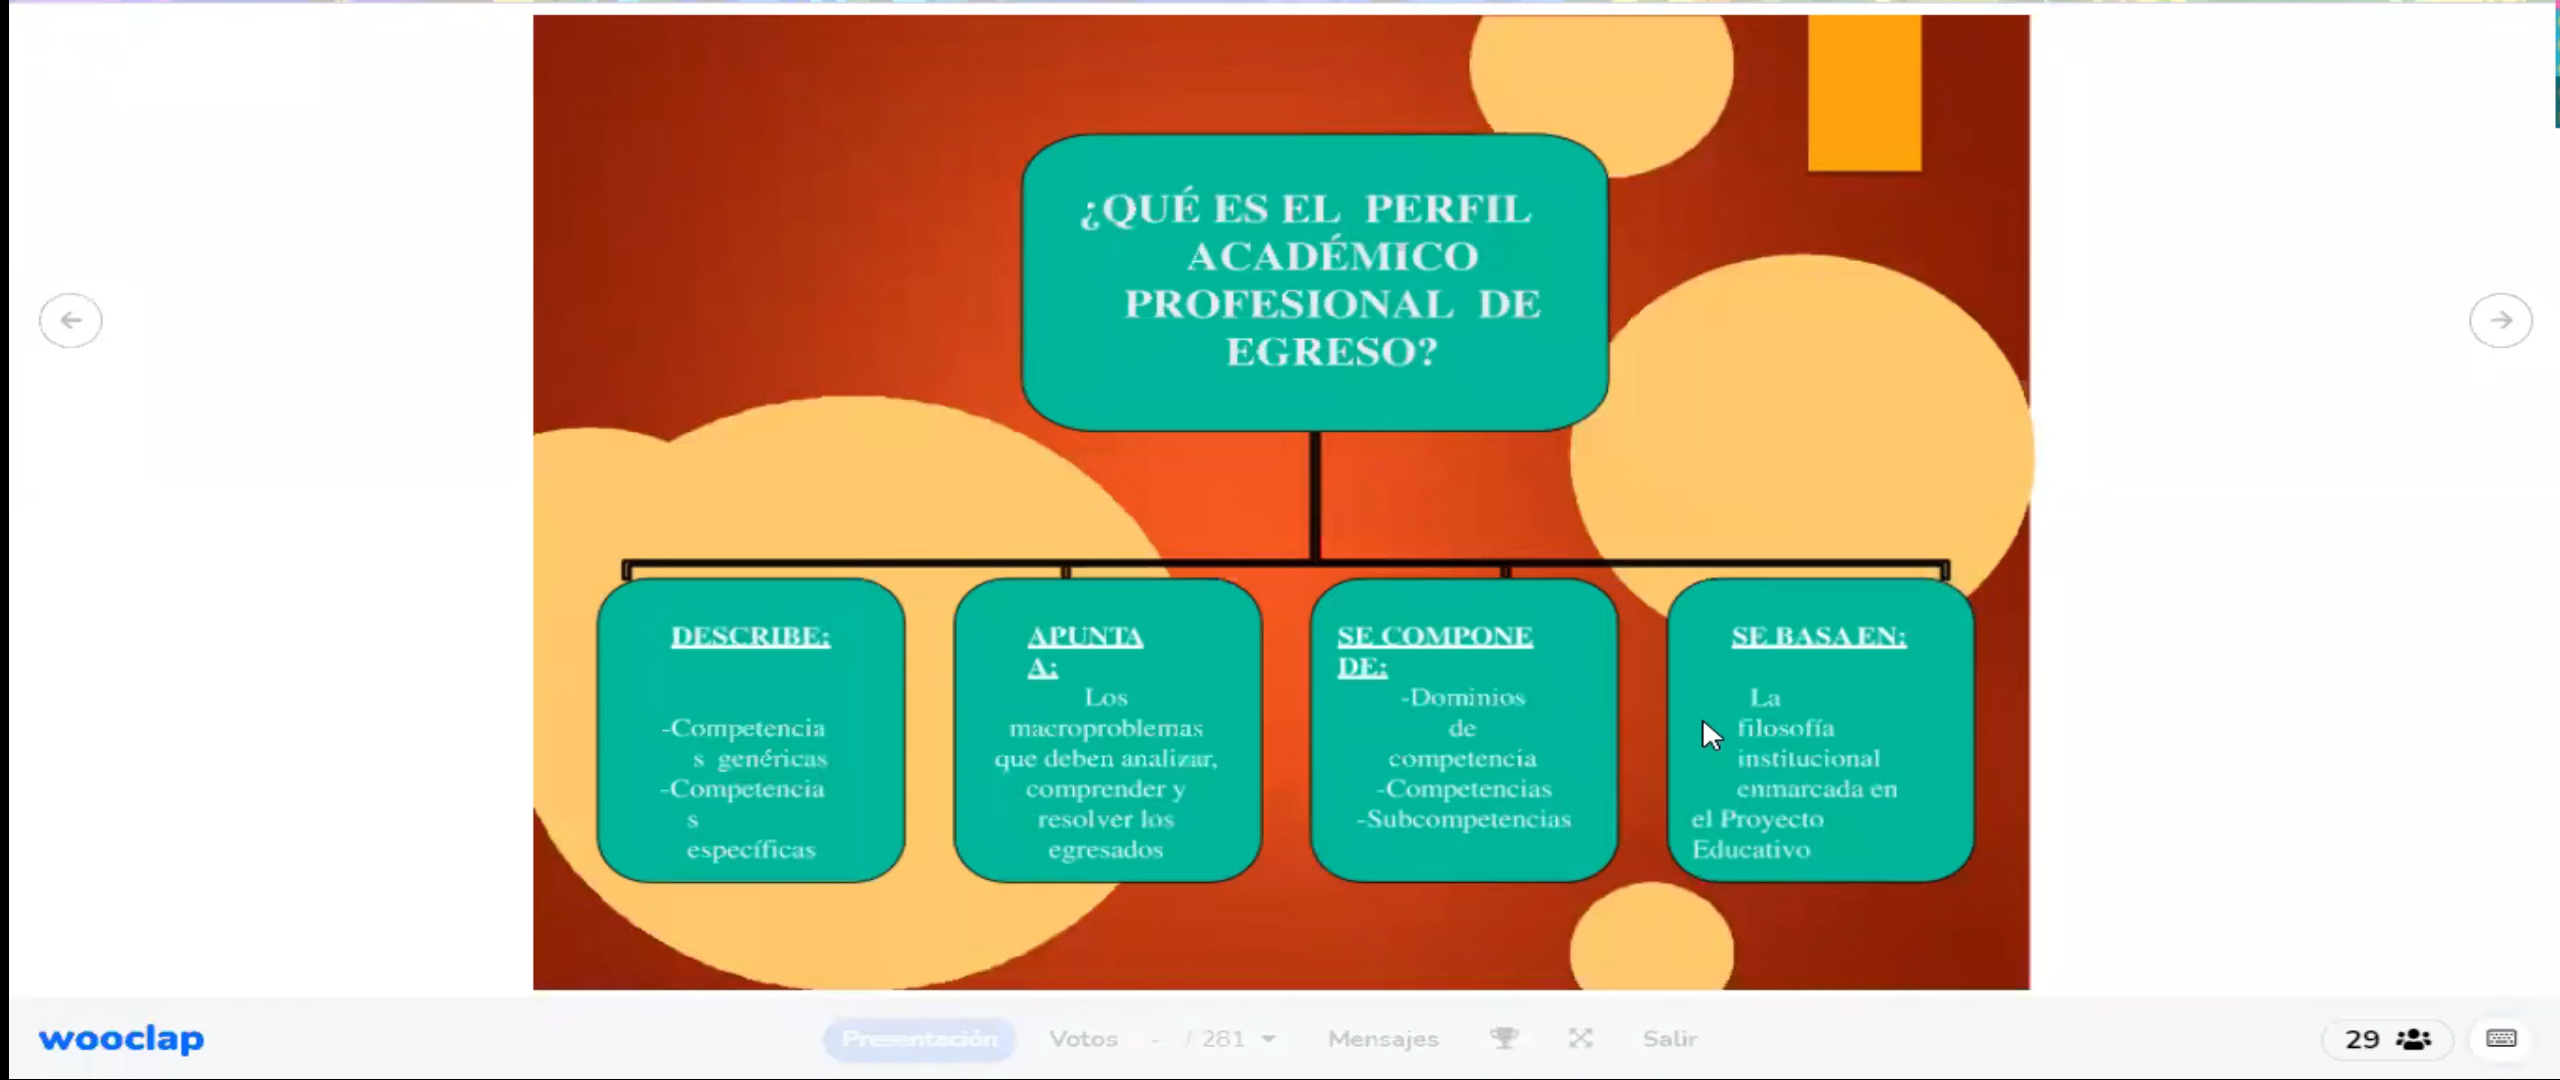 ¿QUÉ ES EL PERFIL
ACADÉMICO
PROFESIONAL DE
EGRESO?
DESCRIBE:
-Competencia
s genéricas
-Competencia
s
específicas
APUNTA
A:
Los
macroproblemas
que deben analizar,
comprender y
resolver los
egresados
SE COMPONE
DE:
-Dominios
de
competencia
-Competencias
-Subcompetencias
SE BASA EN:
La
filosofía
institucional
enmarcada en
el Proyecto
Educativo
wooclap
Presentación Votos - / 281 Mensajes Salir
29